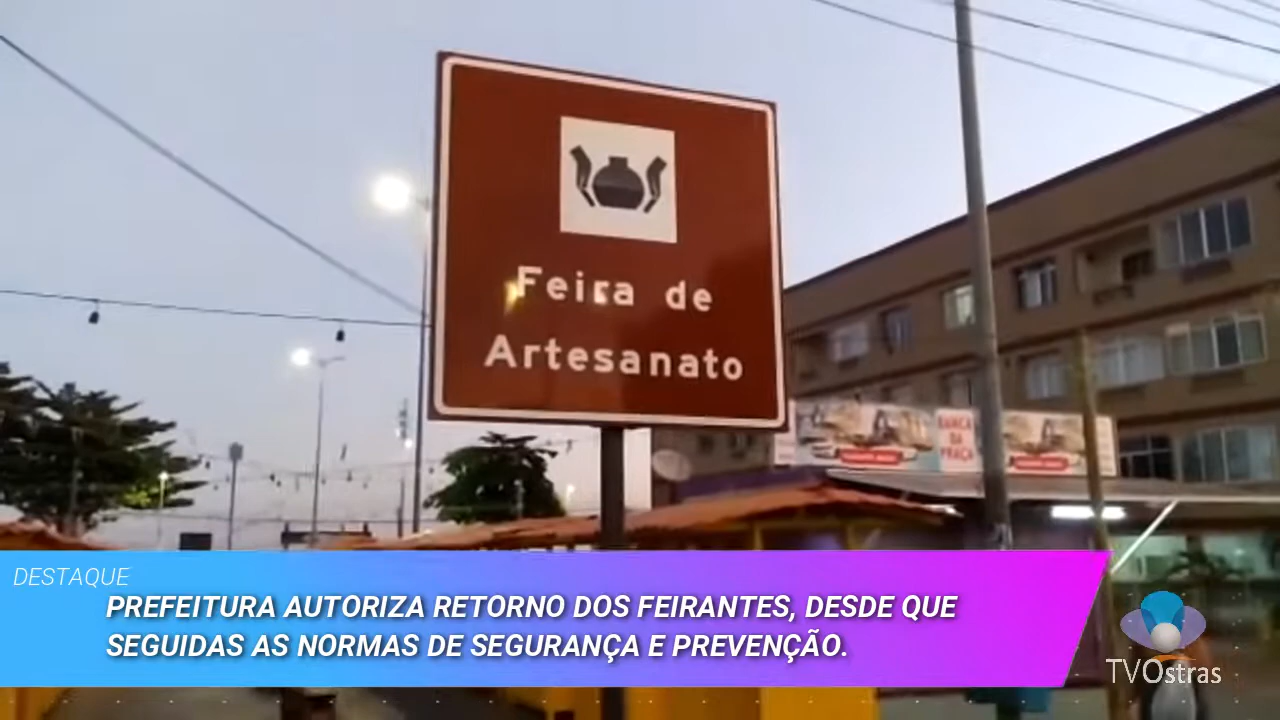 Feira de
Artesanato
BANCA
DA
PRAÇA
DESTAQUE
PREFEITURA AUTORIZA RETORNO DOS FEIRANTES, DESDE QUE
SEGUIDAS AS NORMAS DE SEGURANÇA E PREVENÇÃO.
TVOstras